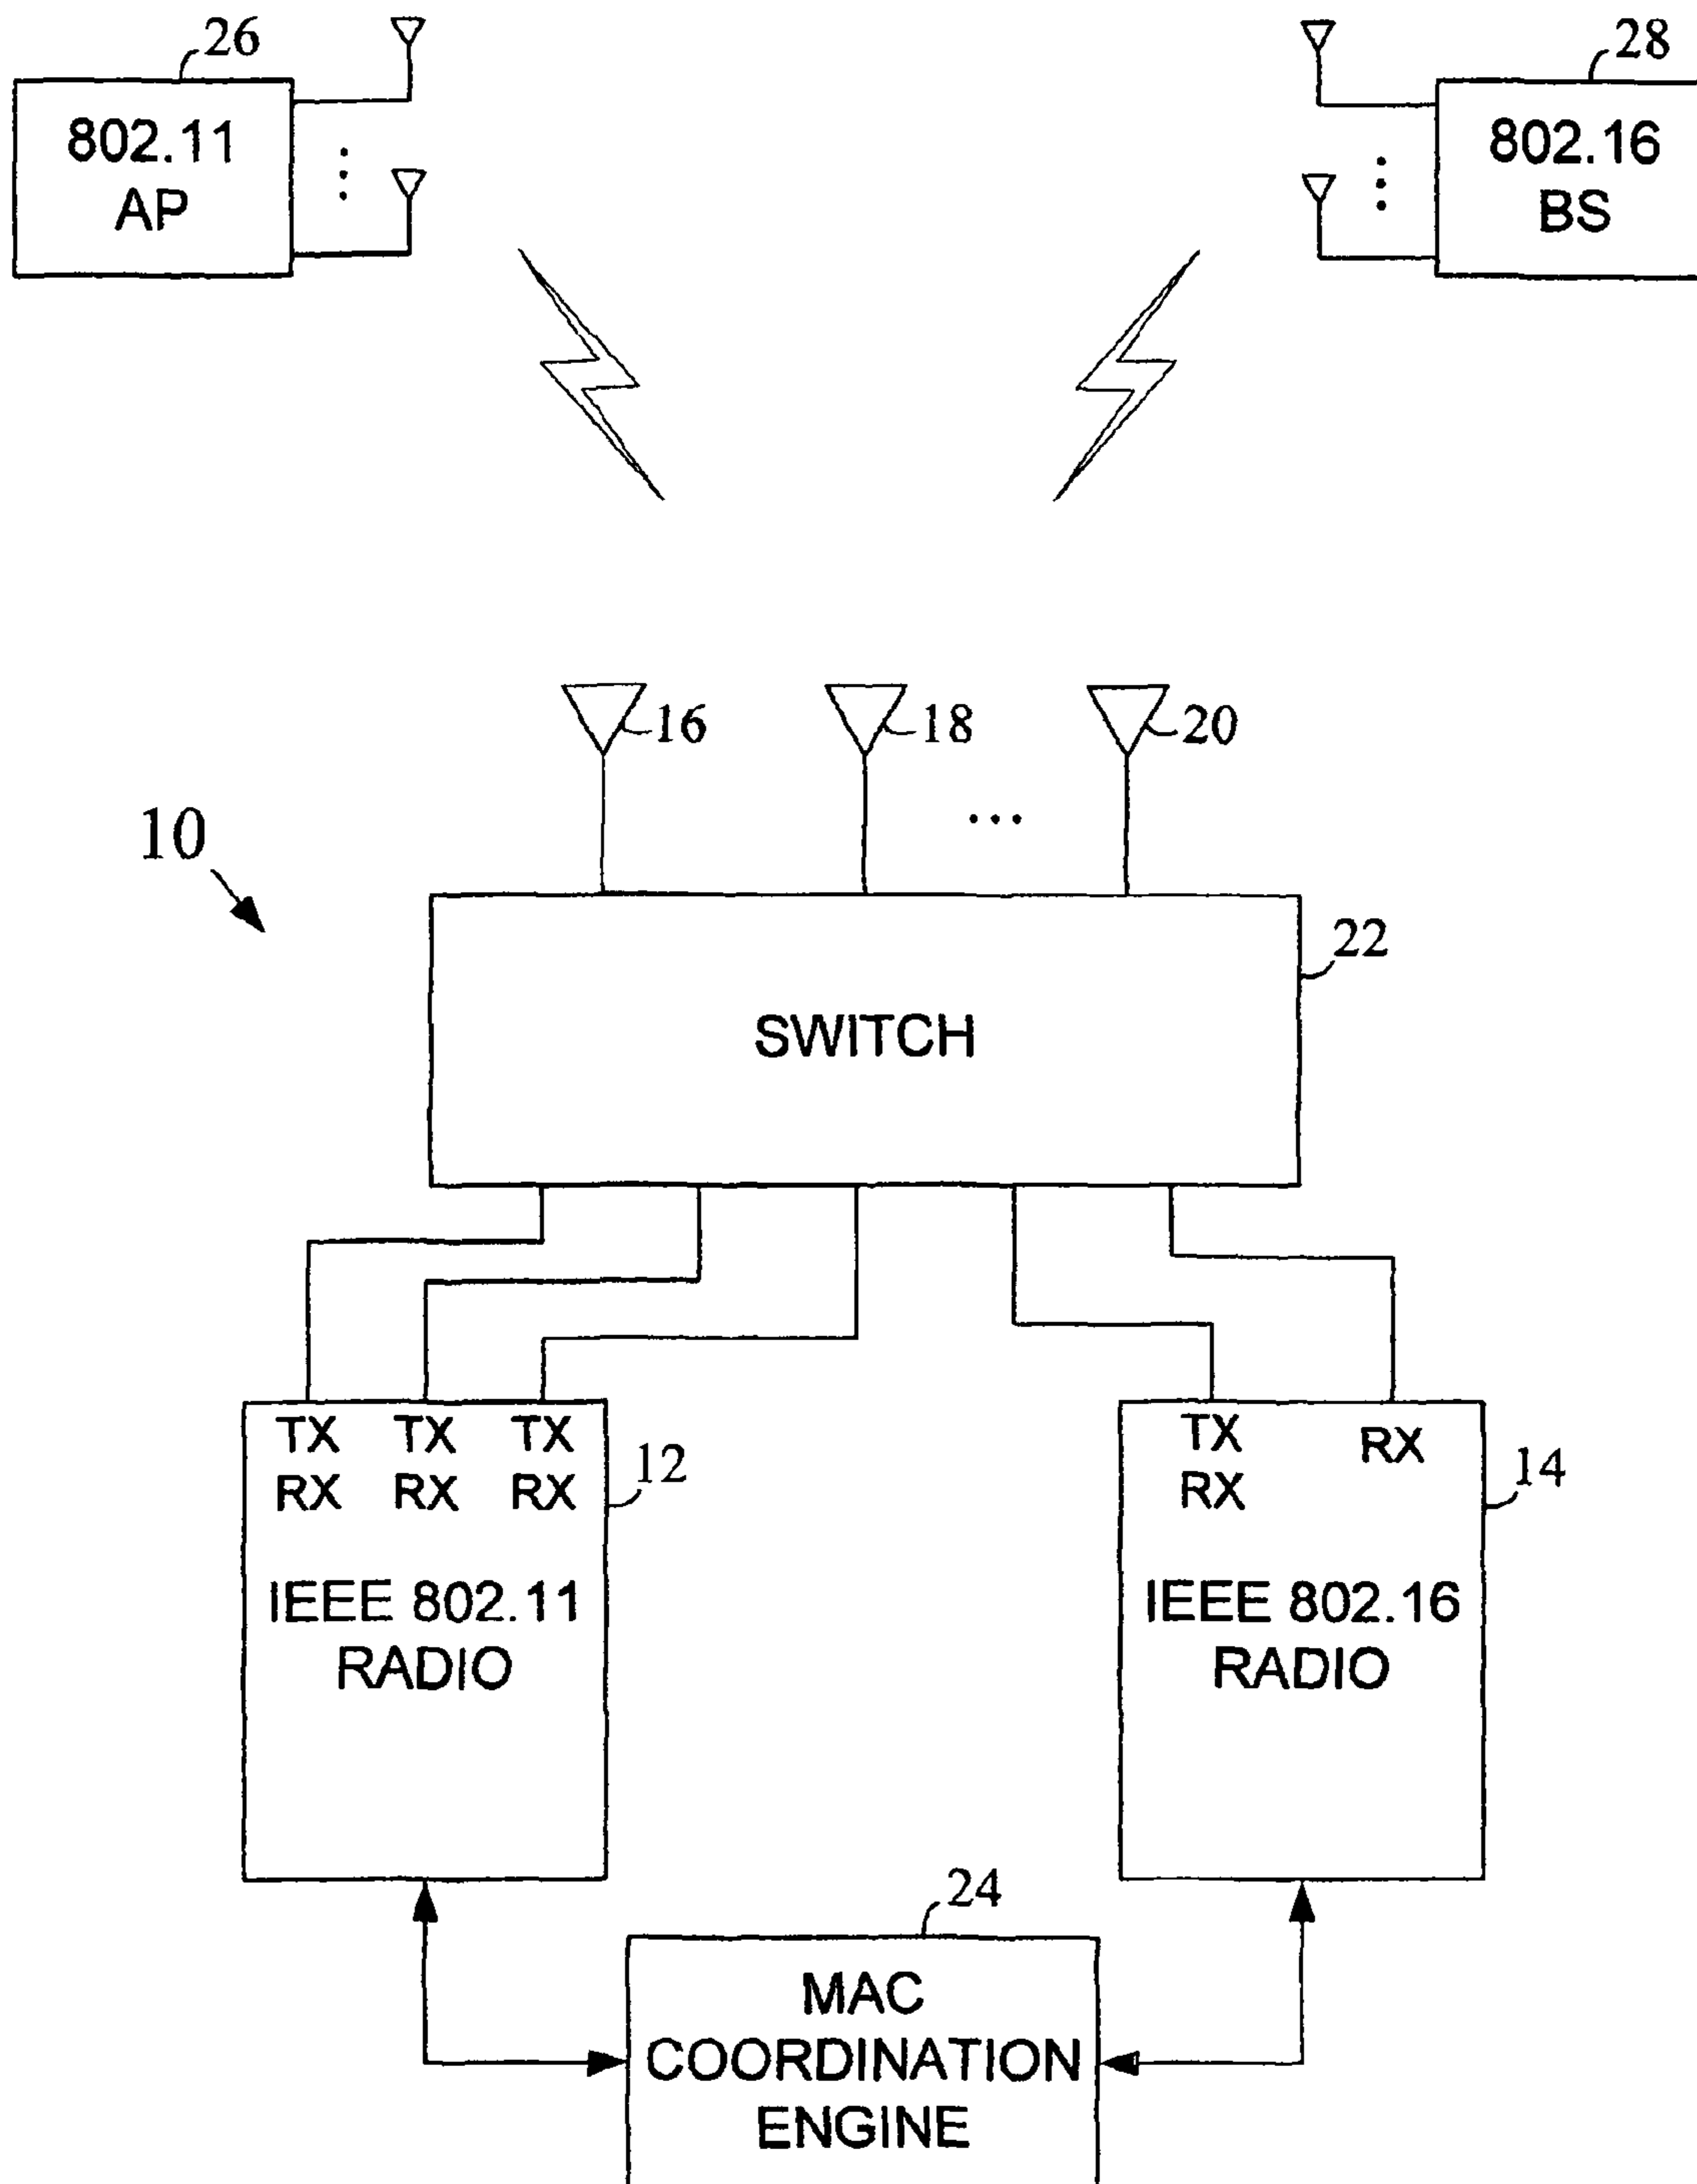 26
28
802.11
AP
802.16
BS
16
18
20
10
22
SWITCH
TX TX TX
RX RX RX
12
IEEE 802.11
RADIO
TX RX
RX
14
IEEE 802.16
RADIO
24
MAC
COORDINATION
ENGINE